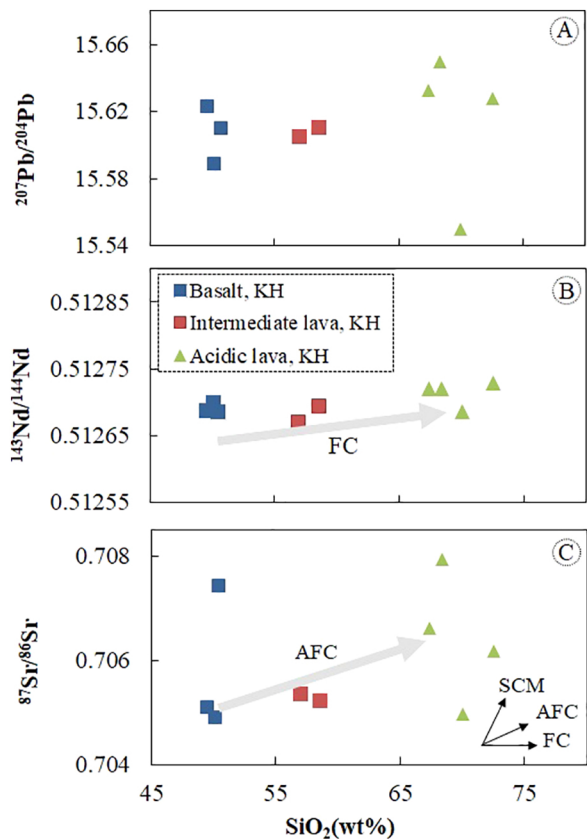 A
15.66
15.62
15.58
15.54
²⁰⁷Pb/²⁰⁴Pb
B
Basalt, KH
Intermediate lava, KH
Acidic lava, KH
0.51285
0.51275
0.51265
0.51255
¹⁴³Nd/¹⁴⁴Nd
FC
C
0.708
0.706
0.704
⁸⁷Sr/⁸⁶Sr
AFC
SCM
AFC
FC
45 55 65 75
SiO₂(wt%)